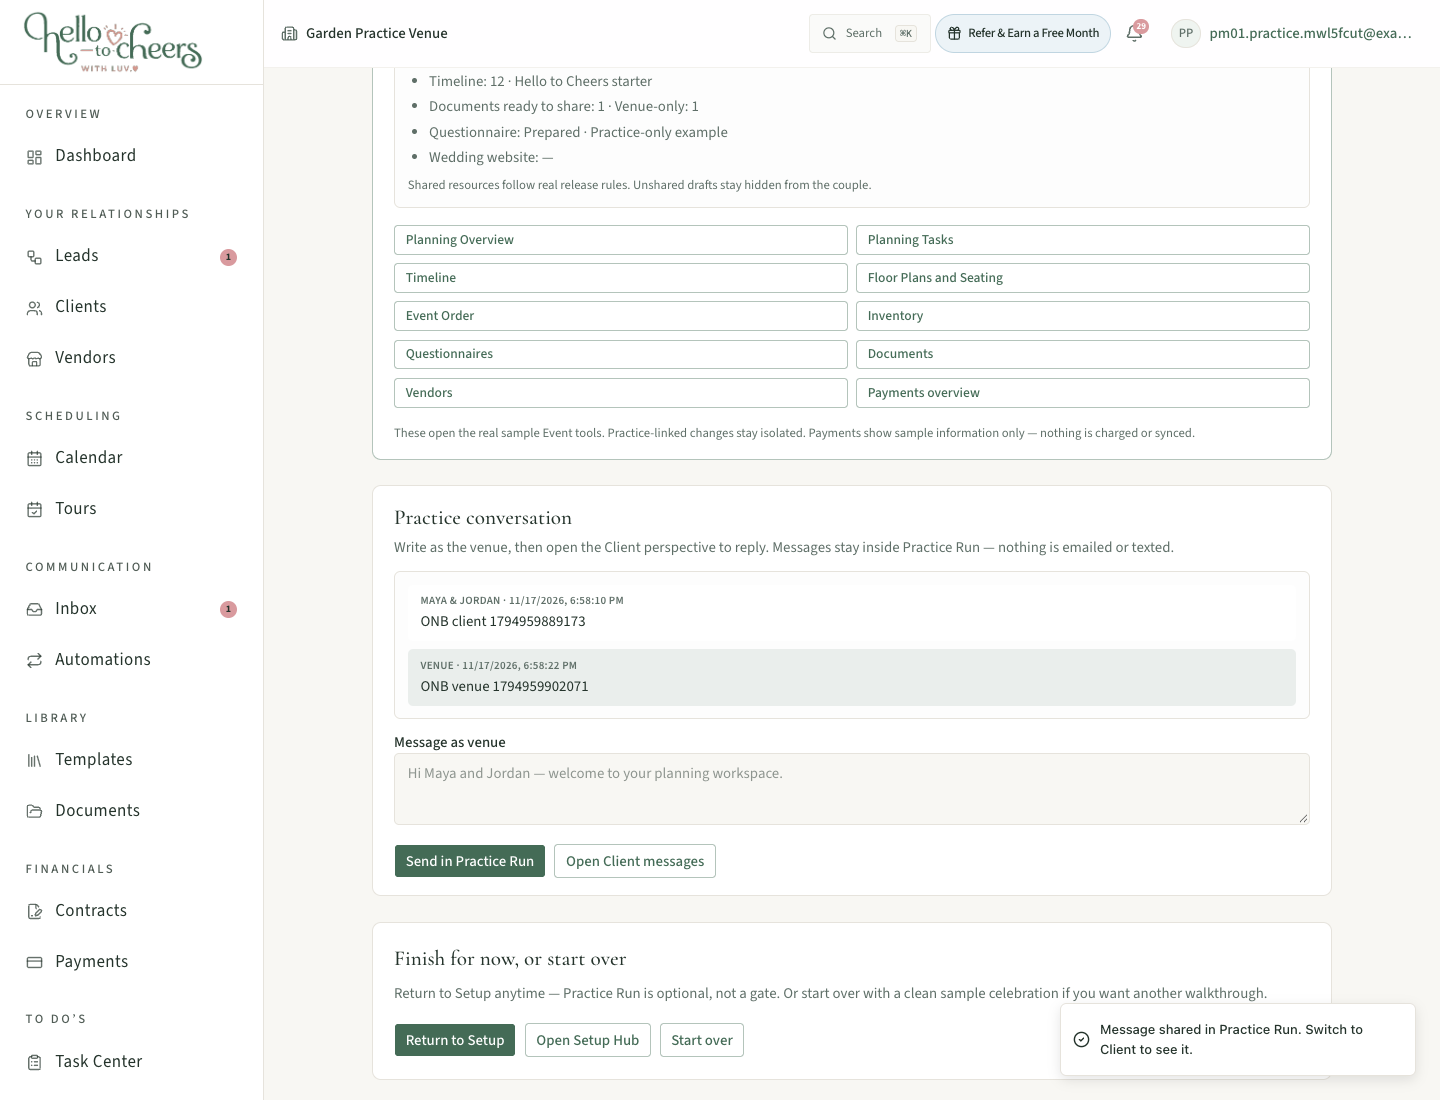 hello
to cheers
WITH LUV.
Garden Practice Venue
Search
⌘K
Refer & Earn a Free Month
29
PP
pm01.practice.mwl5fcut@exa…
OVERVIEW
Dashboard
YOUR RELATIONSHIPS
Leads
1
Clients
Vendors
SCHEDULING
Calendar
Tours
COMMUNICATION
Inbox
1
Automations
LIBRARY
Templates
Documents
FINANCIALS
Contracts
Payments
TO DO'S
Task Center
• Timeline: 12 · Hello to Cheers starter
• Documents ready to share: 1 · Venue-only: 1
• Questionnaire: Prepared · Practice-only example
• Wedding website: —
Shared resources follow real release rules. Unshared drafts stay hidden from the couple.
Planning Overview
Planning Tasks
Timeline
Floor Plans and Seating
Event Order
Inventory
Questionnaires
Documents
Vendors
Payments overview
These open the real sample Event tools. Practice-linked changes stay isolated. Payments show sample information only — nothing is charged or synced.
Practice conversation
Write as the venue, then open the Client perspective to reply. Messages stay inside Practice Run — nothing is emailed or texted.
MAYA & JORDAN · 11/17/2026, 6:58:10 PM
ONB client 1794959889173
VENUE · 11/17/2026, 6:58:22 PM
ONB venue 1794959902071
Message as venue
Hi Maya and Jordan — welcome to your planning workspace.
Send in Practice Run
Open Client messages
Finish for now, or start over
Return to Setup anytime — Practice Run is optional, not a gate. Or start over with a clean sample celebration if you want another walkthrough.
Return to Setup
Open Setup Hub
Start over
Message shared in Practice Run. Switch to
Client to see it.